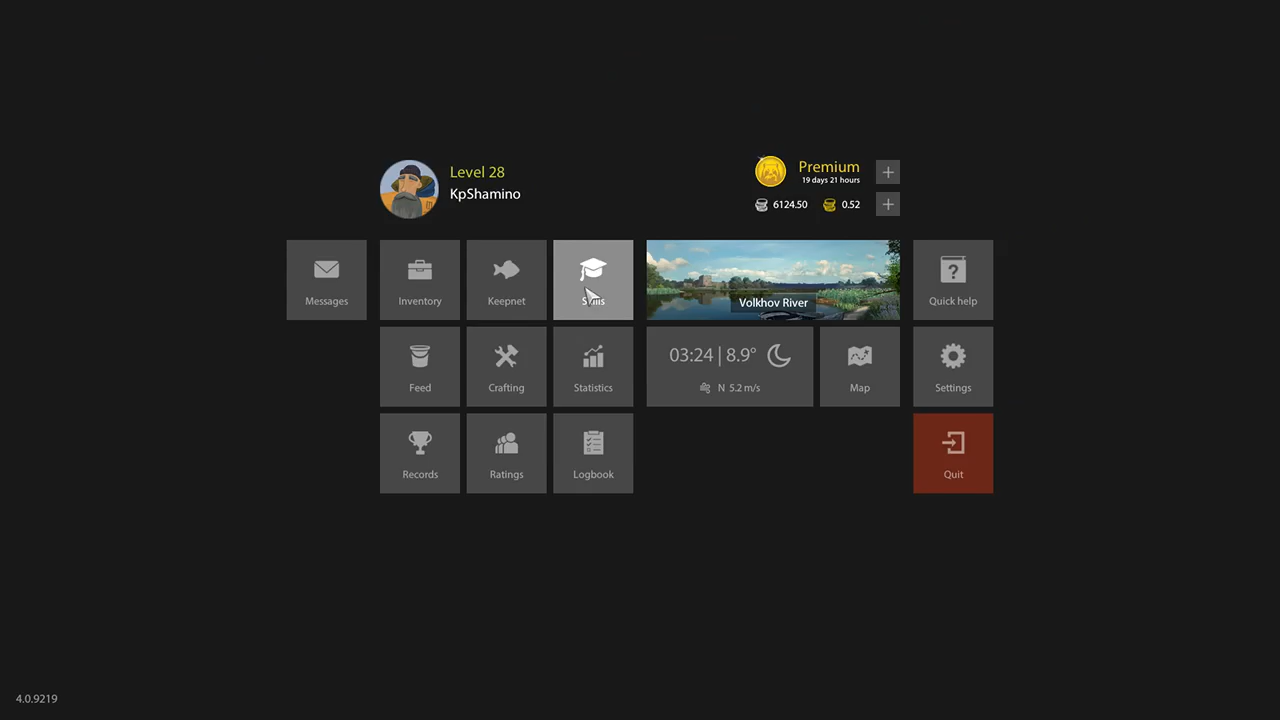 Level 28
KpShamino
Premium
19 days 21 hours
6124.50
0.52
Messages
Inventory
Keepnet
Skills
Volkhov River
Quick help
Feed
Crafting
Statistics
03:24 | 8.9°
N 5.2 m/s
Map
Settings
Records
Ratings
Logbook
Quit
4.0.9219